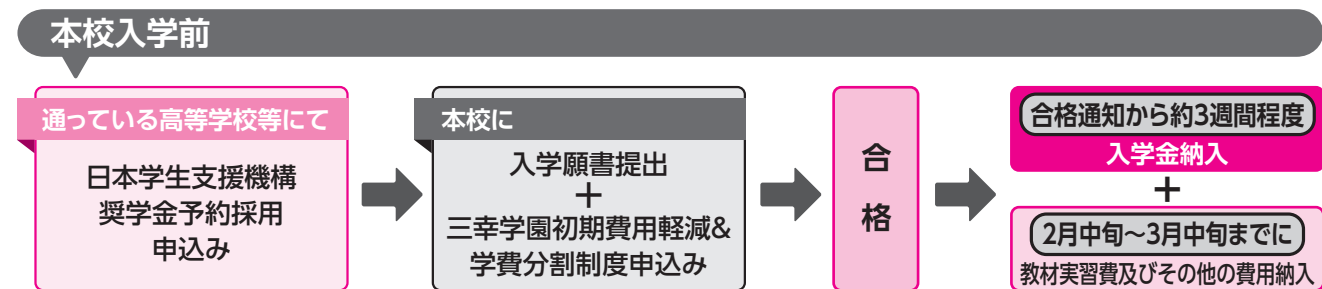 本校入学前
通っている高等学校等にて
日本学生支援機構
奨学金予約採用
申込み
本校に
入学願書提出
＋
三幸学園初期費用軽減&
学費分割制度申込み
合
格
合格通知から約3週間程度
入学金納入
＋
2月中旬～3月中旬までに
教材実習費及びその他の費用納入